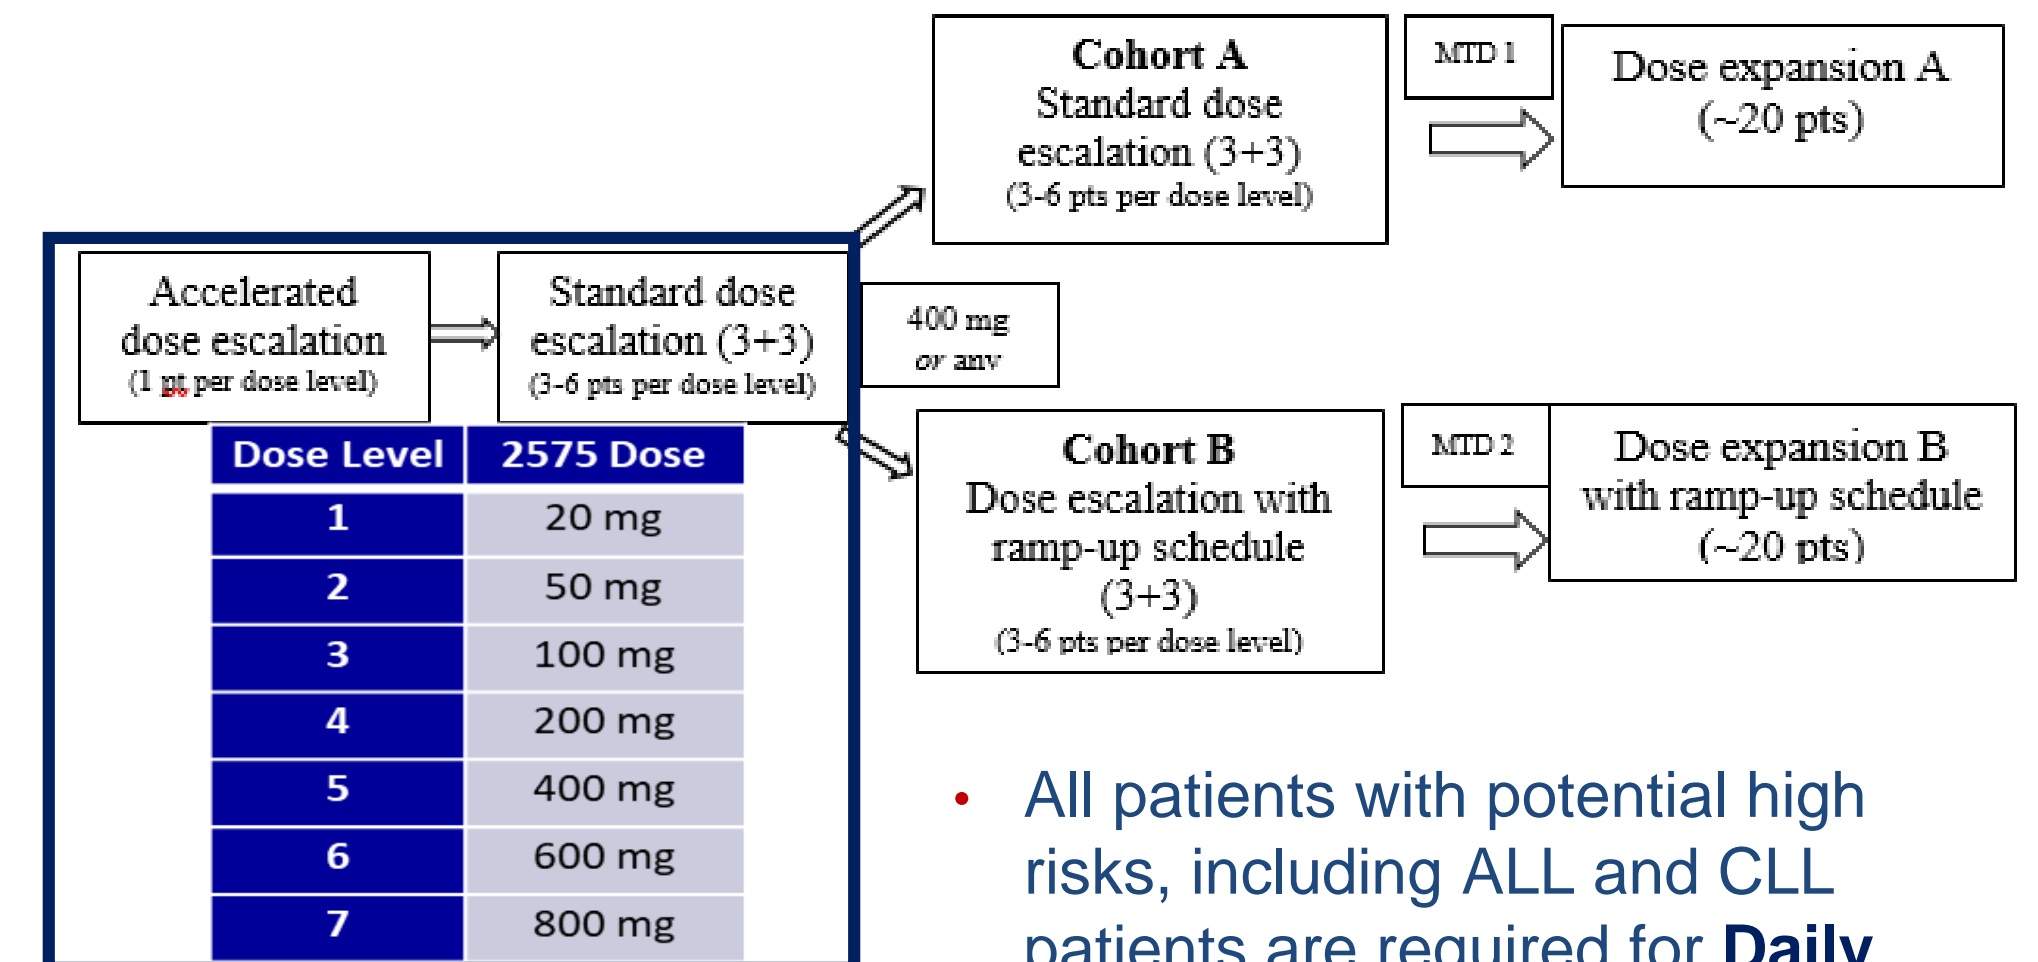 Cohort A
Standard dose
escalation (3+3)
(3-6 pts per dose level)
MTD 1
Dose expansion A
(~20 pts)
Accelerated
dose escalation
(1 pt per dose level)
Standard dose
escalation (3+3)
(3-6 pts per dose level)
400 mg
or any
Cohort B
Dose escalation with
ramp-up schedule
(3+3)
(3-6 pts per dose level)
MTD 2
Dose expansion B
with ramp-up schedule
(~20 pts)
Dose Level 2575 Dose
1 20 mg
2 50 mg
3 100 mg
4 200 mg
5 400 mg
6 600 mg
7 800 mg
• All patients with potential high
risks, including ALL and CLL
patients are required for Daily